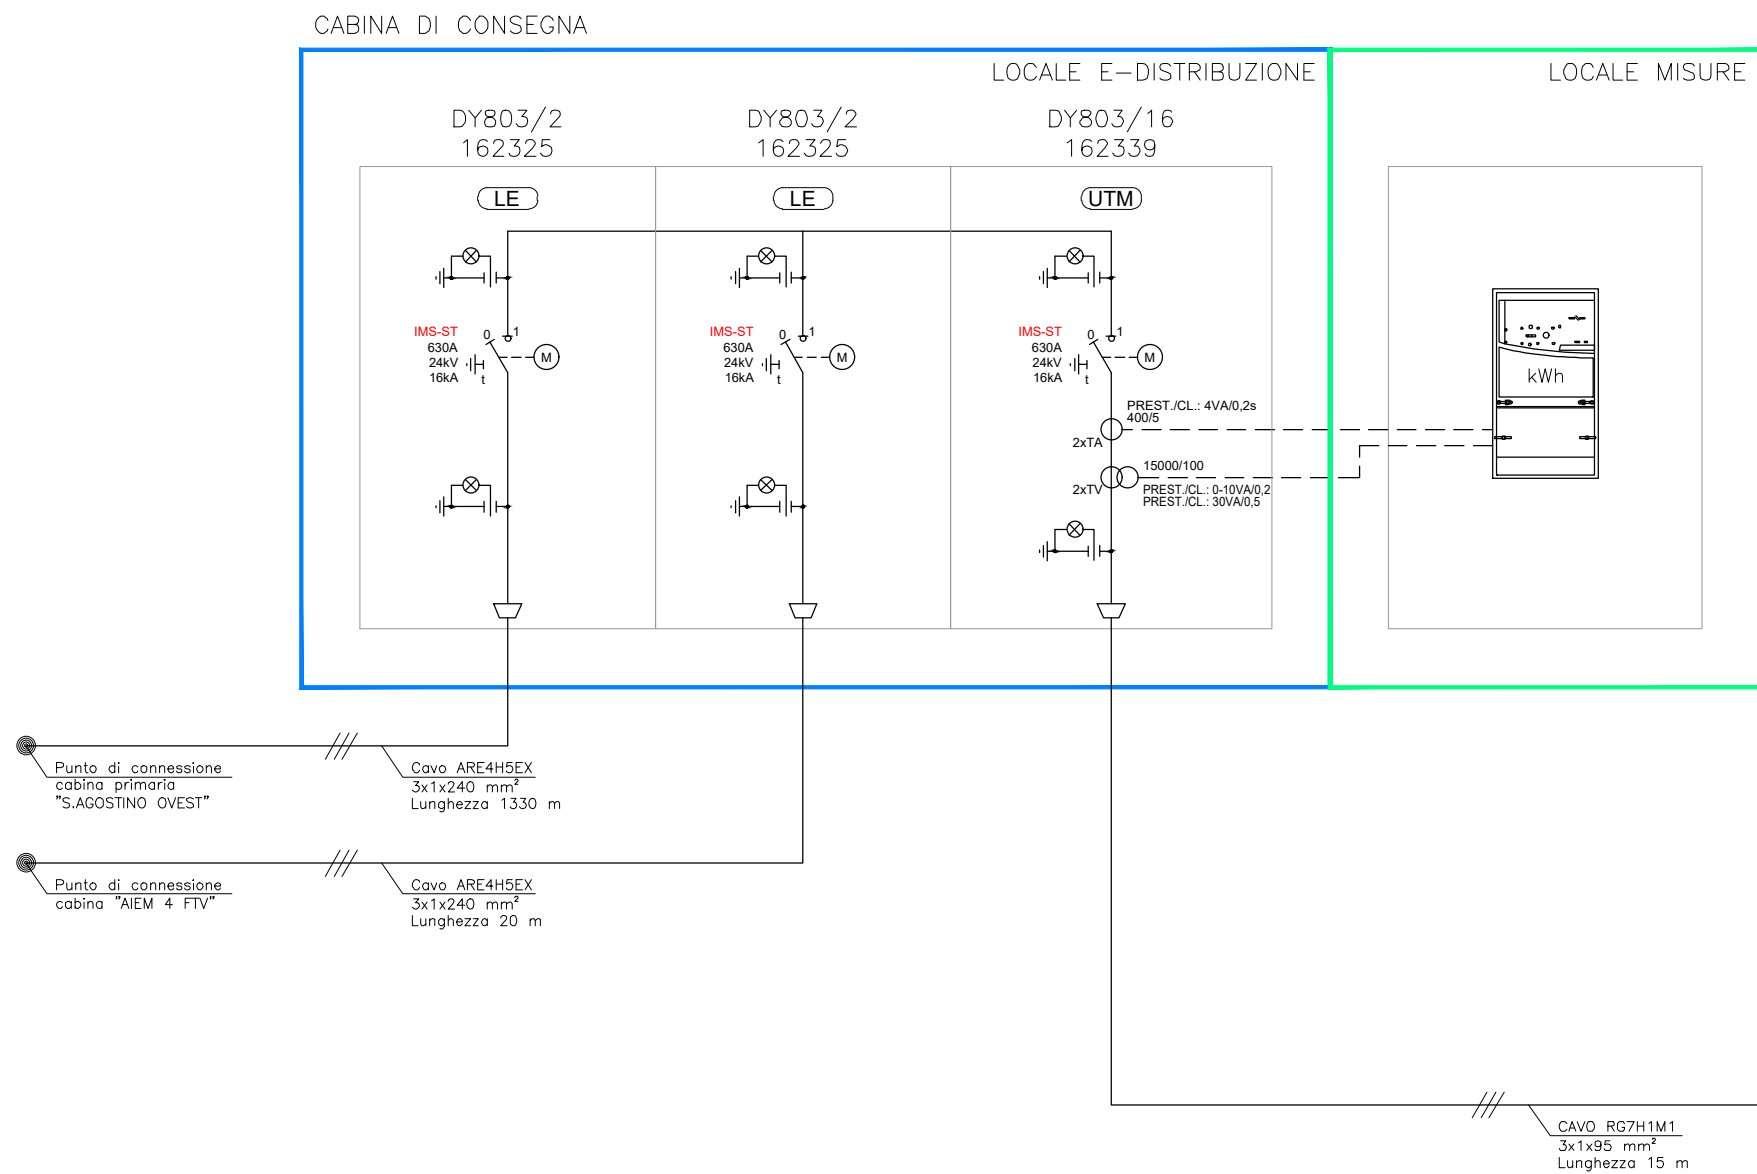 CABINA DI CONSEGNA
LOCALE E-DISTRIBUZIONE
LOCALE MISURE
DY803/2
162325
DY803/2
162325
DY803/16
162339
LE
LE
UTM
IMS-ST
630A
24kV
16kA
0
1
t
M
IMS-ST
630A
24kV
16kA
0
1
t
M
IMS-ST
630A
24kV
16kA
0
1
t
M
PREST./CL.: 4VA/0,2s
400/5
2xTA
15000/100
2xTV
PREST./CL.: 0-10VA/0,2
PREST./CL.: 30VA/0,5
kWh
Punto di connessione
cabina primaria
"S.AGOSTINO OVEST"
Cavo ARE4H5EX
3x1x240 mm²
Lunghezza 1330 m
Punto di connessione
cabina "AIEM 4 FTV"
Cavo ARE4H5EX
3x1x240 mm²
Lunghezza 20 m
CAVO RG7H1M1
3x1x95 mm²
Lunghezza 15 m